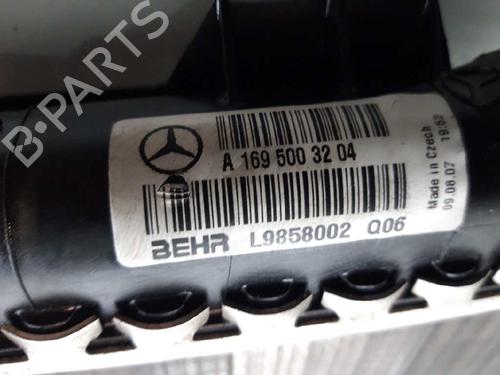 B-PARTS
A 169 500 32 04
BEHR L9858002 Q06
Made in Czech
09.08.07 19:52